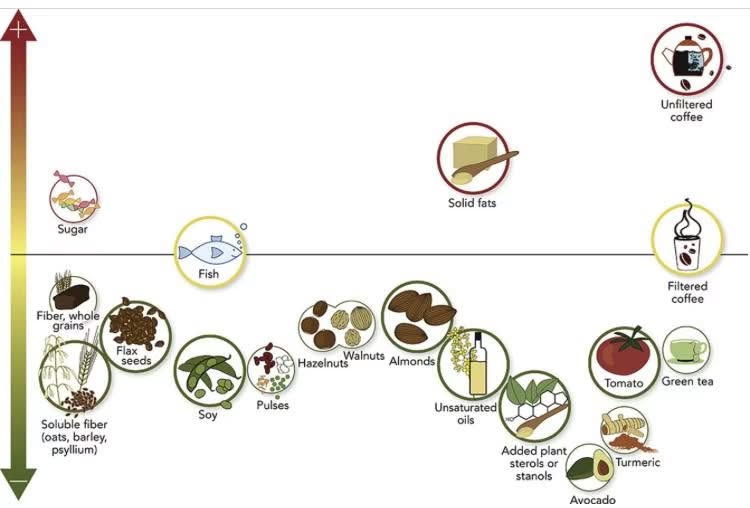 +
Unfiltered
coffee
Solid fats
Sugar
Fish
Filtered
coffee
Fiber, whole
grains
Flax
seeds
Hazelnuts
Walnuts
Almonds
Soy
Pulses
Unsaturated
oils
Tomato
Green tea
Soluble fiber
(oats, barley,
psyllium)
Added plant
sterols or
stanols
HO
Turmeric
Avocado
–